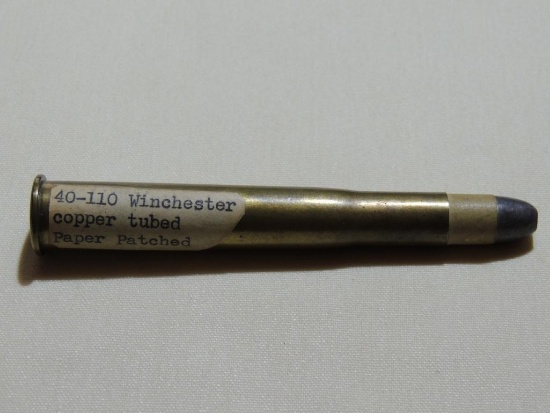 40-110 Winchester
copper tubed
Paper Patched